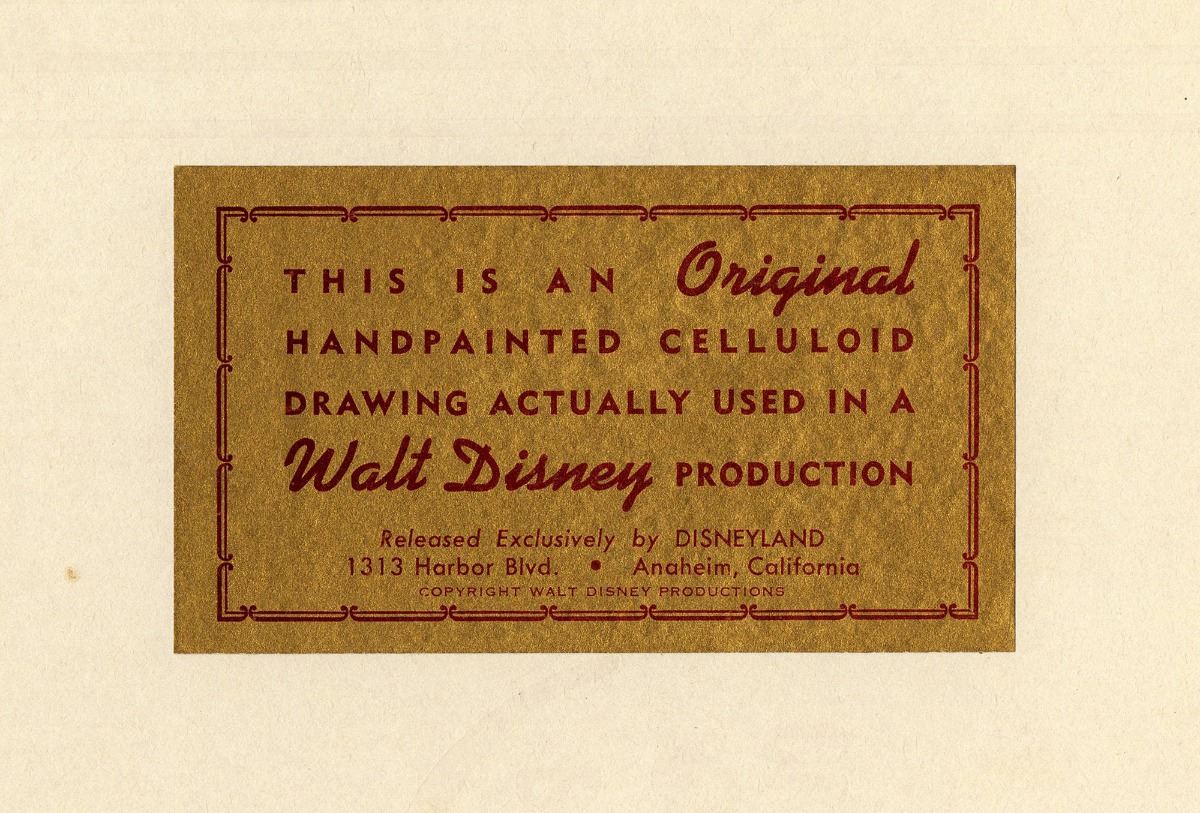 THIS IS AN Original
HANDPAINTED CELLULOID
DRAWING ACTUALLY USED IN A
Walt Disney PRODUCTION
Released Exclusively by DISNEYLAND
1313 Harbor Blvd. • Anaheim, California
COPYRIGHT WALT DISNEY PRODUCTIONS